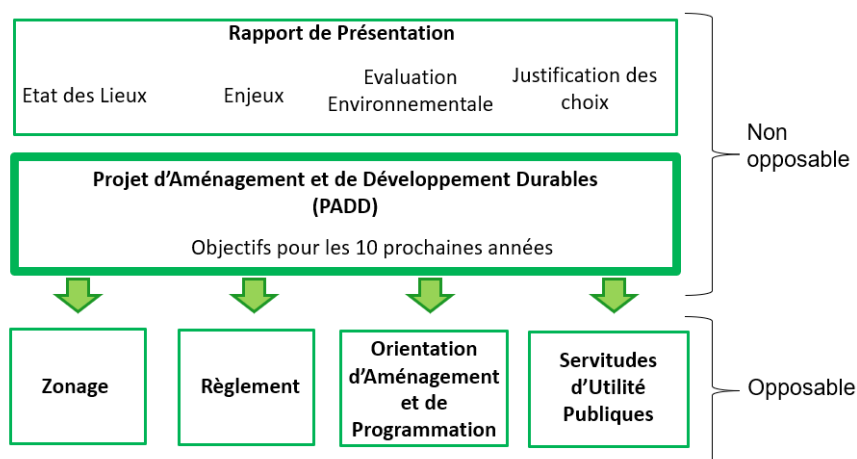 Rapport de Présentation
Etat des Lieux
Enjeux
Evaluation
Environnementale
Justification des
choix
Non
opposable
Projet d’Aménagement et de Développement Durables
(PADD)
Objectifs pour les 10 prochaines années
Zonage
Règlement
Orientation
d’Aménagement
et de
Programmation
Servitudes
d’Utilité
Publiques
Opposable